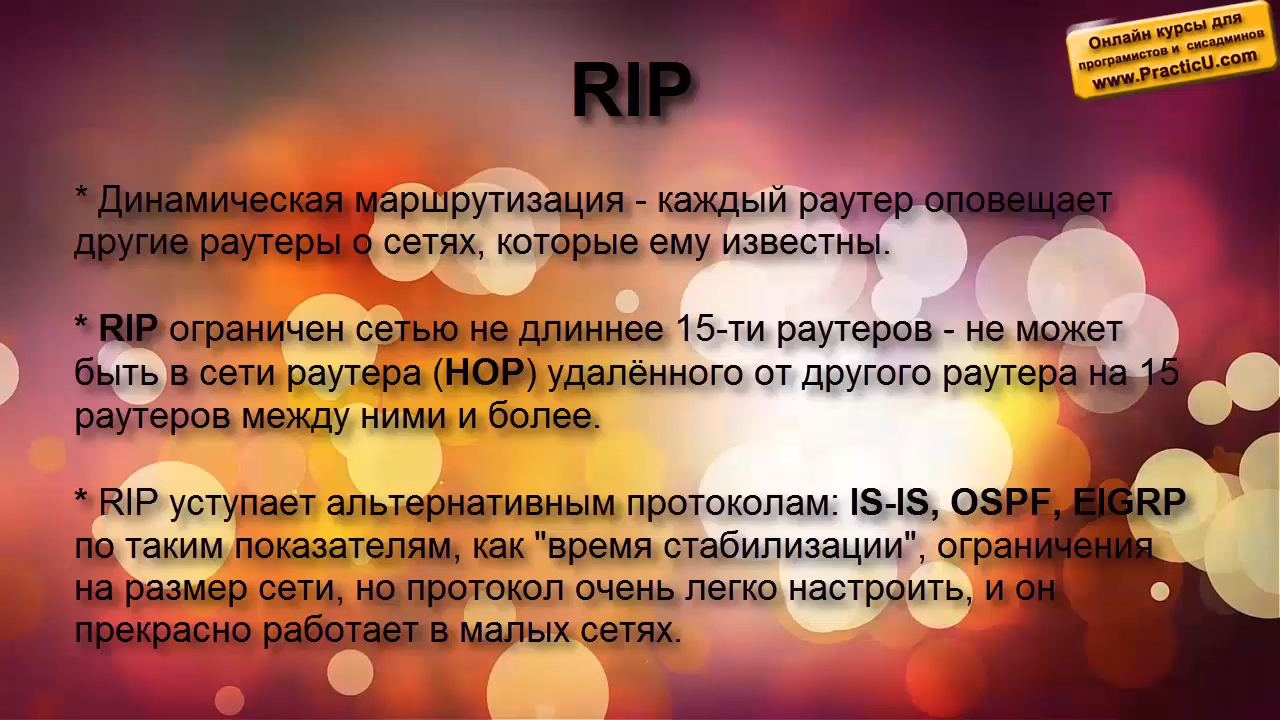 Онлайн курсы для
програмистов и сисадминов
www.PracticU.com
RIP
* Динамическая маршрутизация - каждый раутер оповещает
другие раутеры о сетях, которые ему известны.
* RIP ограничен сетью не длиннее 15-ти раутеров - не может
быть в сети раутера (HOP) удалённого от другого раутера на 15
раутеров между ними и более.
* RIP уступает альтернативным протоколам: IS-IS, OSPF, EIGRP
по таким показателям, как "время стабилизации", ограничения
на размер сети, но протокол очень легко настроить, и он
прекрасно работает в малых сетях.